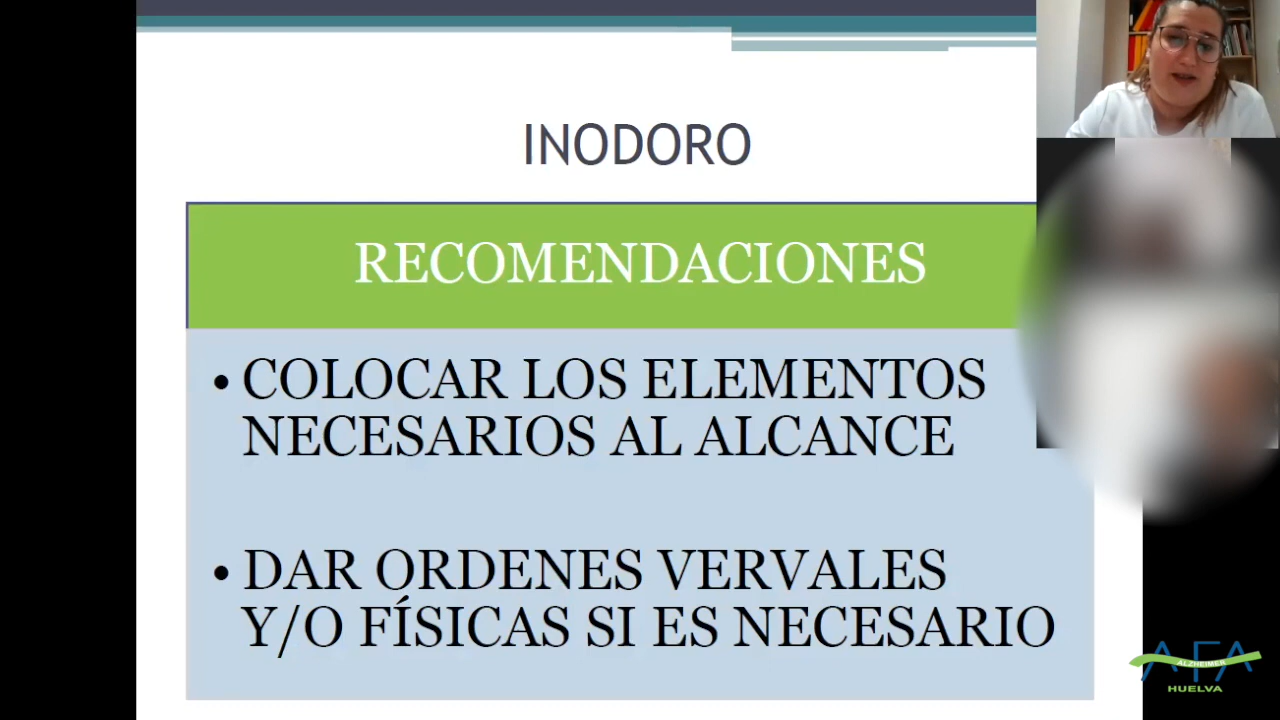 INODORO
RECOMENDACIONES
• COLOCAR LOS ELEMENTOS
NECESARIOS AL ALCANCE
• DAR ORDENES VERVALES
Y/O FÍSICAS SI ES NECESARIO
AFA
ALZHEIMER
HUELVA